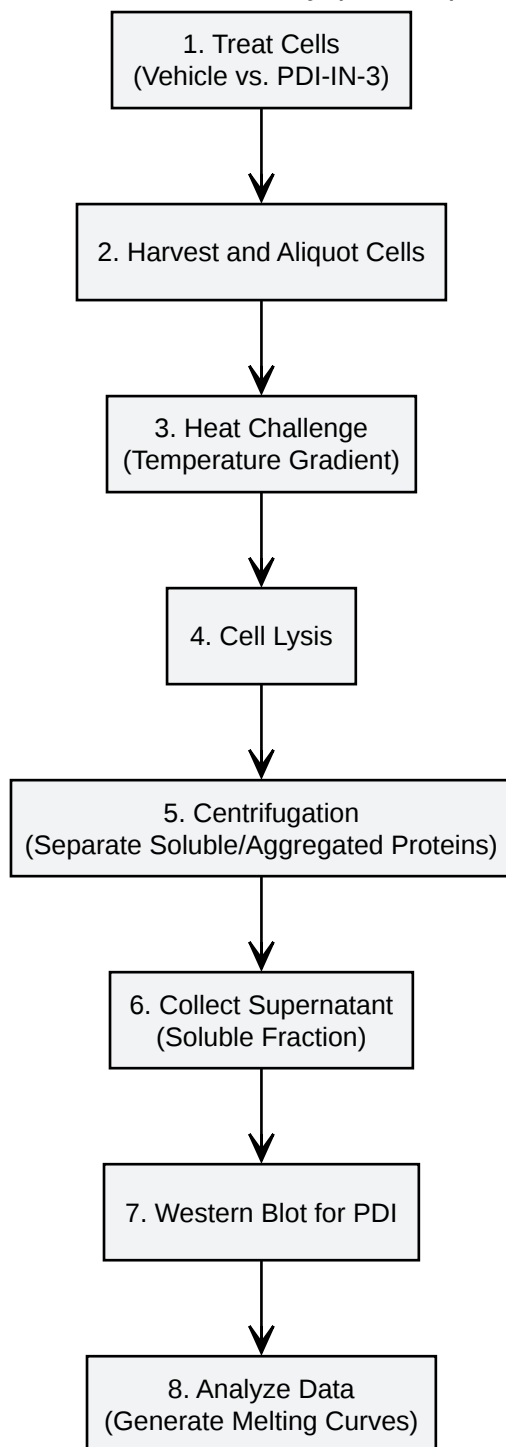 1. Treat Cells
(Vehicle vs. PDI-IN-3)
2. Harvest and Aliquot Cells
3. Heat Challenge
(Temperature Gradient)
4. Cell Lysis
5. Centrifugation
(Separate Soluble/Aggregated Proteins)
6. Collect Supernatant
(Soluble Fraction)
7. Western Blot for PDI
8. Analyze Data
(Generate Melting Curves)